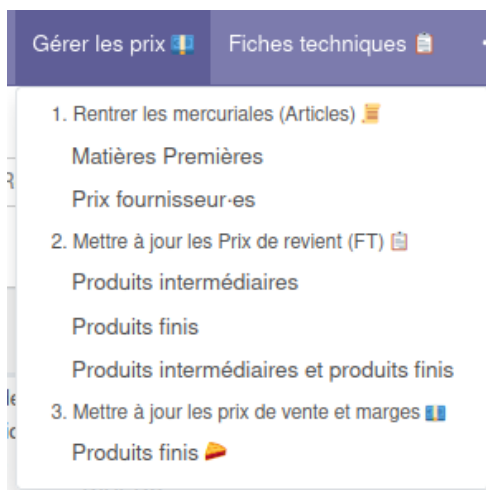 Gérer les prix 💶 Fiches techniques 📋
1. Rentrer les mercuriales (Articles) 📜
Matières Premières
Prix fournisseur·es
2. Mettre à jour les Prix de revient (FT) 📋
Produits intermédiaires
Produits finis
Produits intermédiaires et produits finis
3. Mettre à jour les prix de vente et marges 💶
Produits finis 🥧